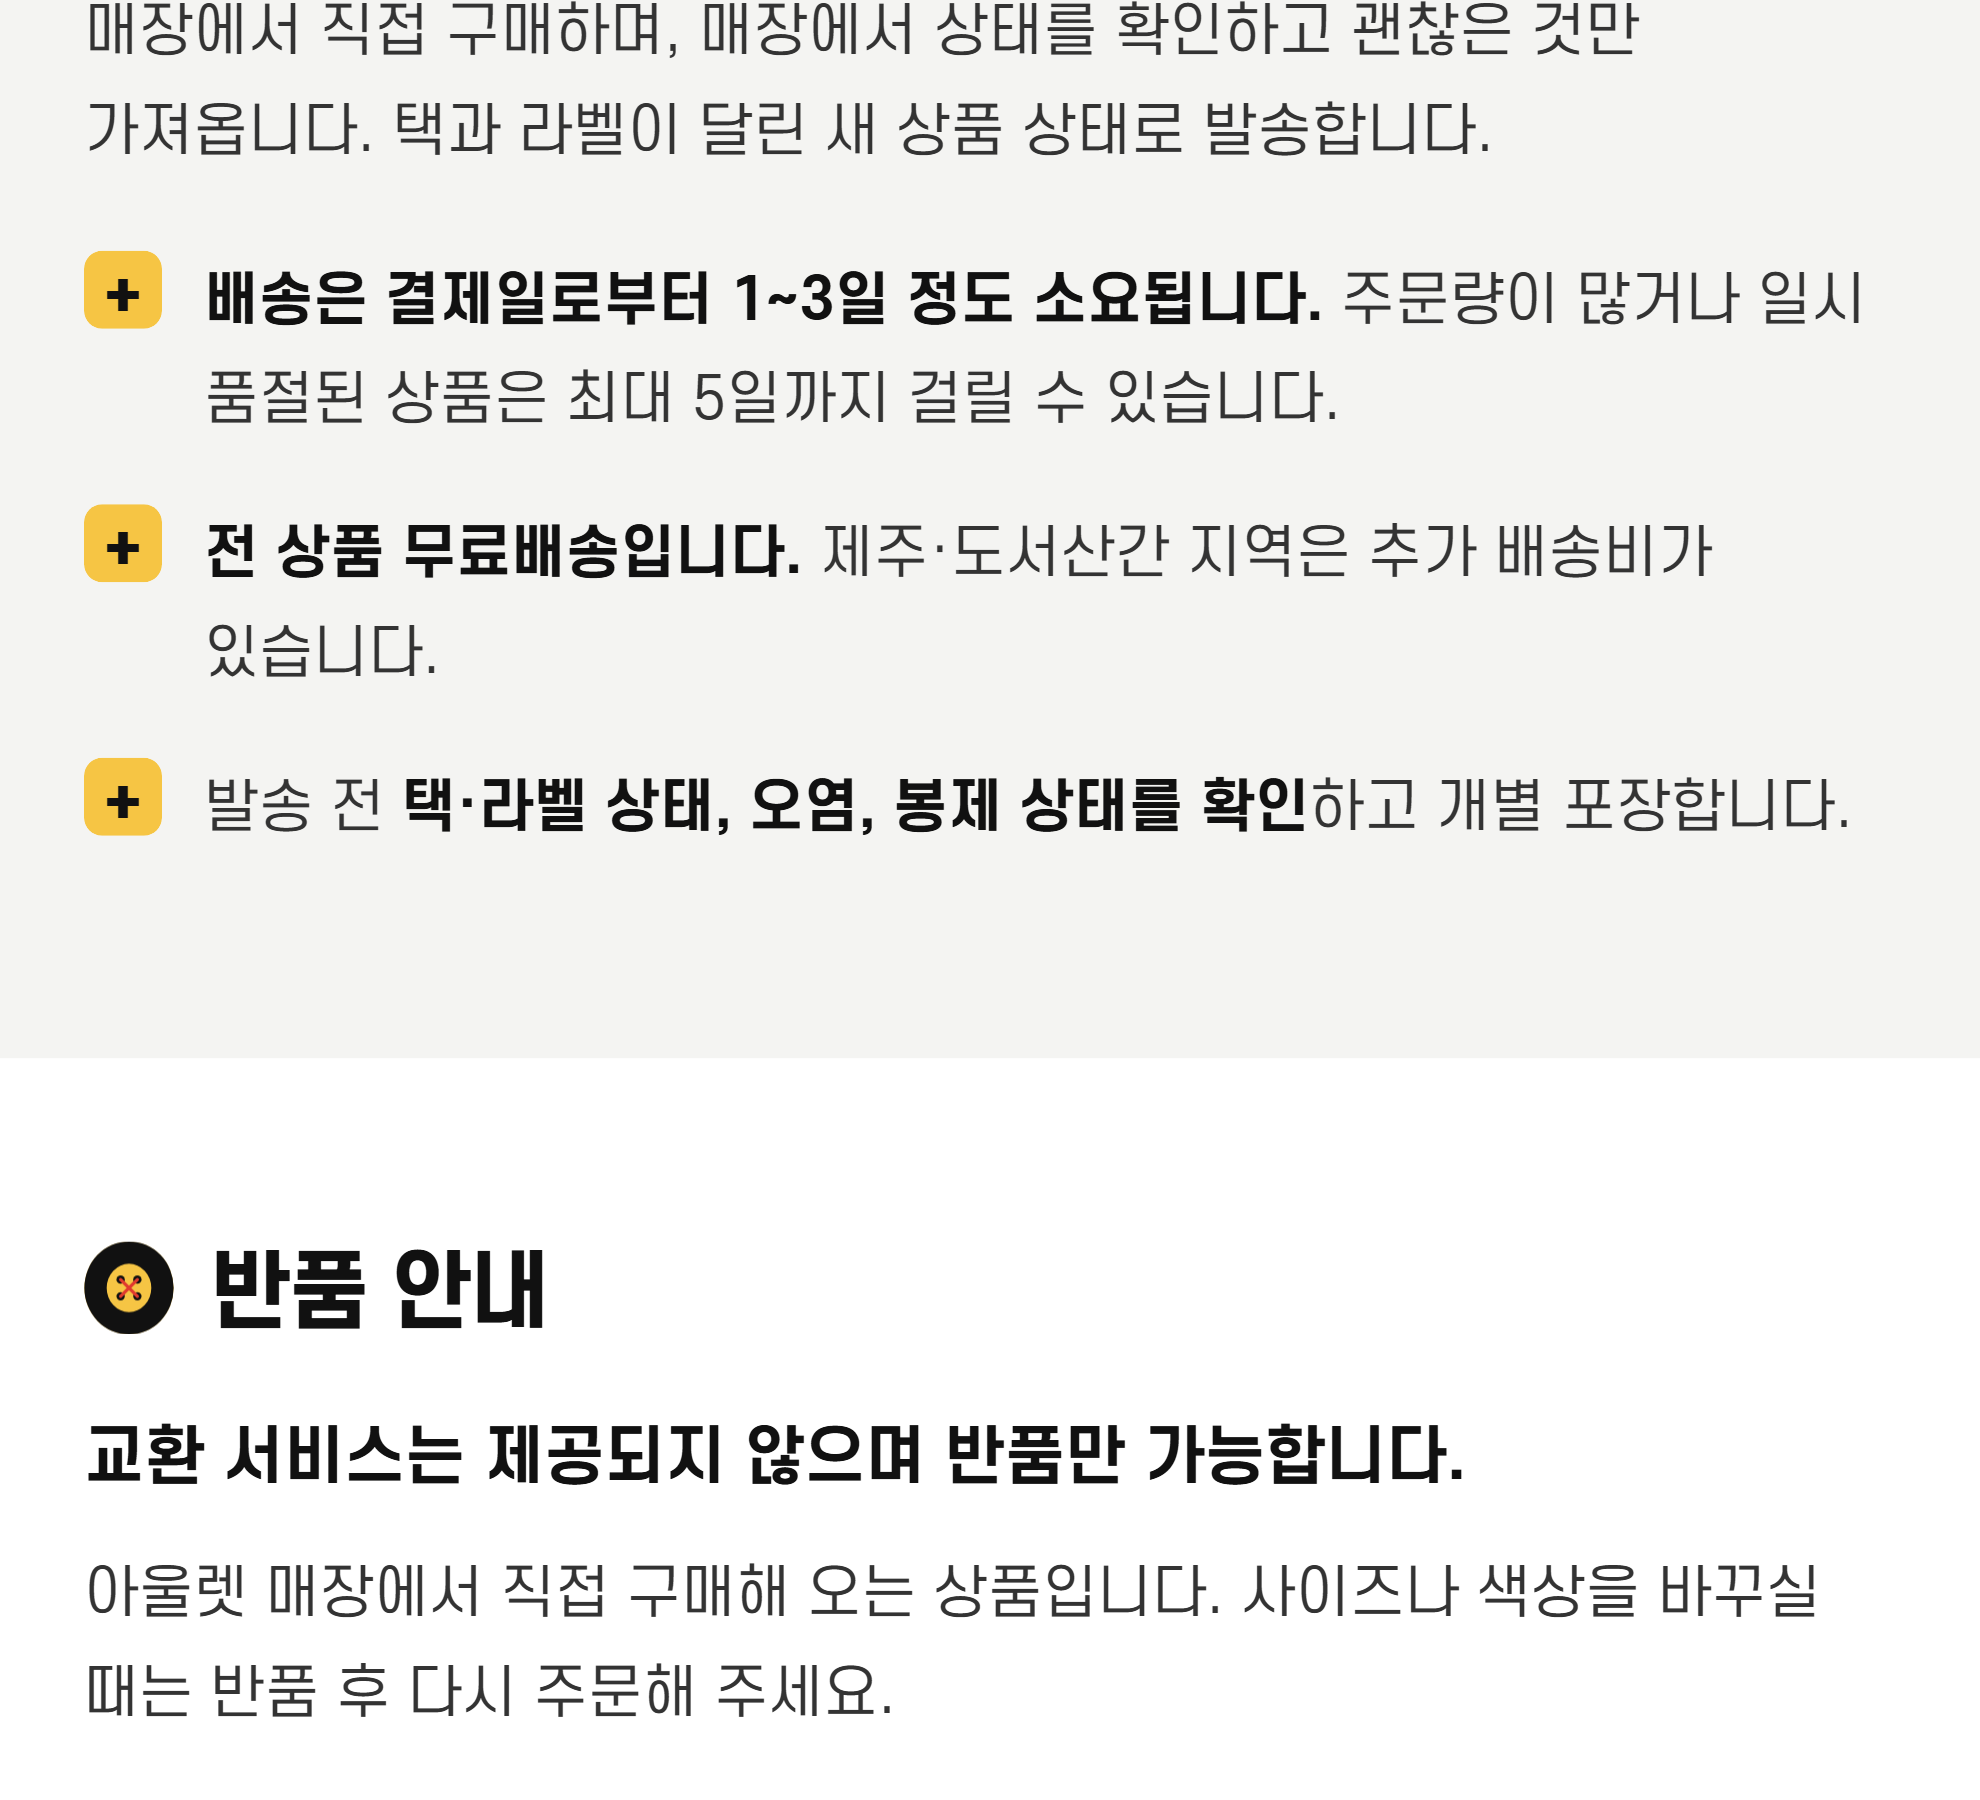 매장에서 직접 구매하며, 매장에서 상태를 확인하고 괜찮은 것만
가져옵니다. 택과 라벨이 달린 새 상품 상태로 발송합니다.
+ 배송은 결제일로부터 1~3일 정도 소요됩니다. 주문량이 많거나 일시
품절된 상품은 최대 5일까지 걸릴 수 있습니다.
+ 전 상품 무료배송입니다. 제주·도서산간 지역은 추가 배송비가
있습니다.
+ 발송 전 택·라벨 상태, 오염, 봉제 상태를 확인하고 개별 포장합니다.
반품 안내
교환 서비스는 제공되지 않으며 반품만 가능합니다.
아울렛 매장에서 직접 구매해 오는 상품입니다. 사이즈나 색상을 바꾸실
때는 반품 후 다시 주문해 주세요.